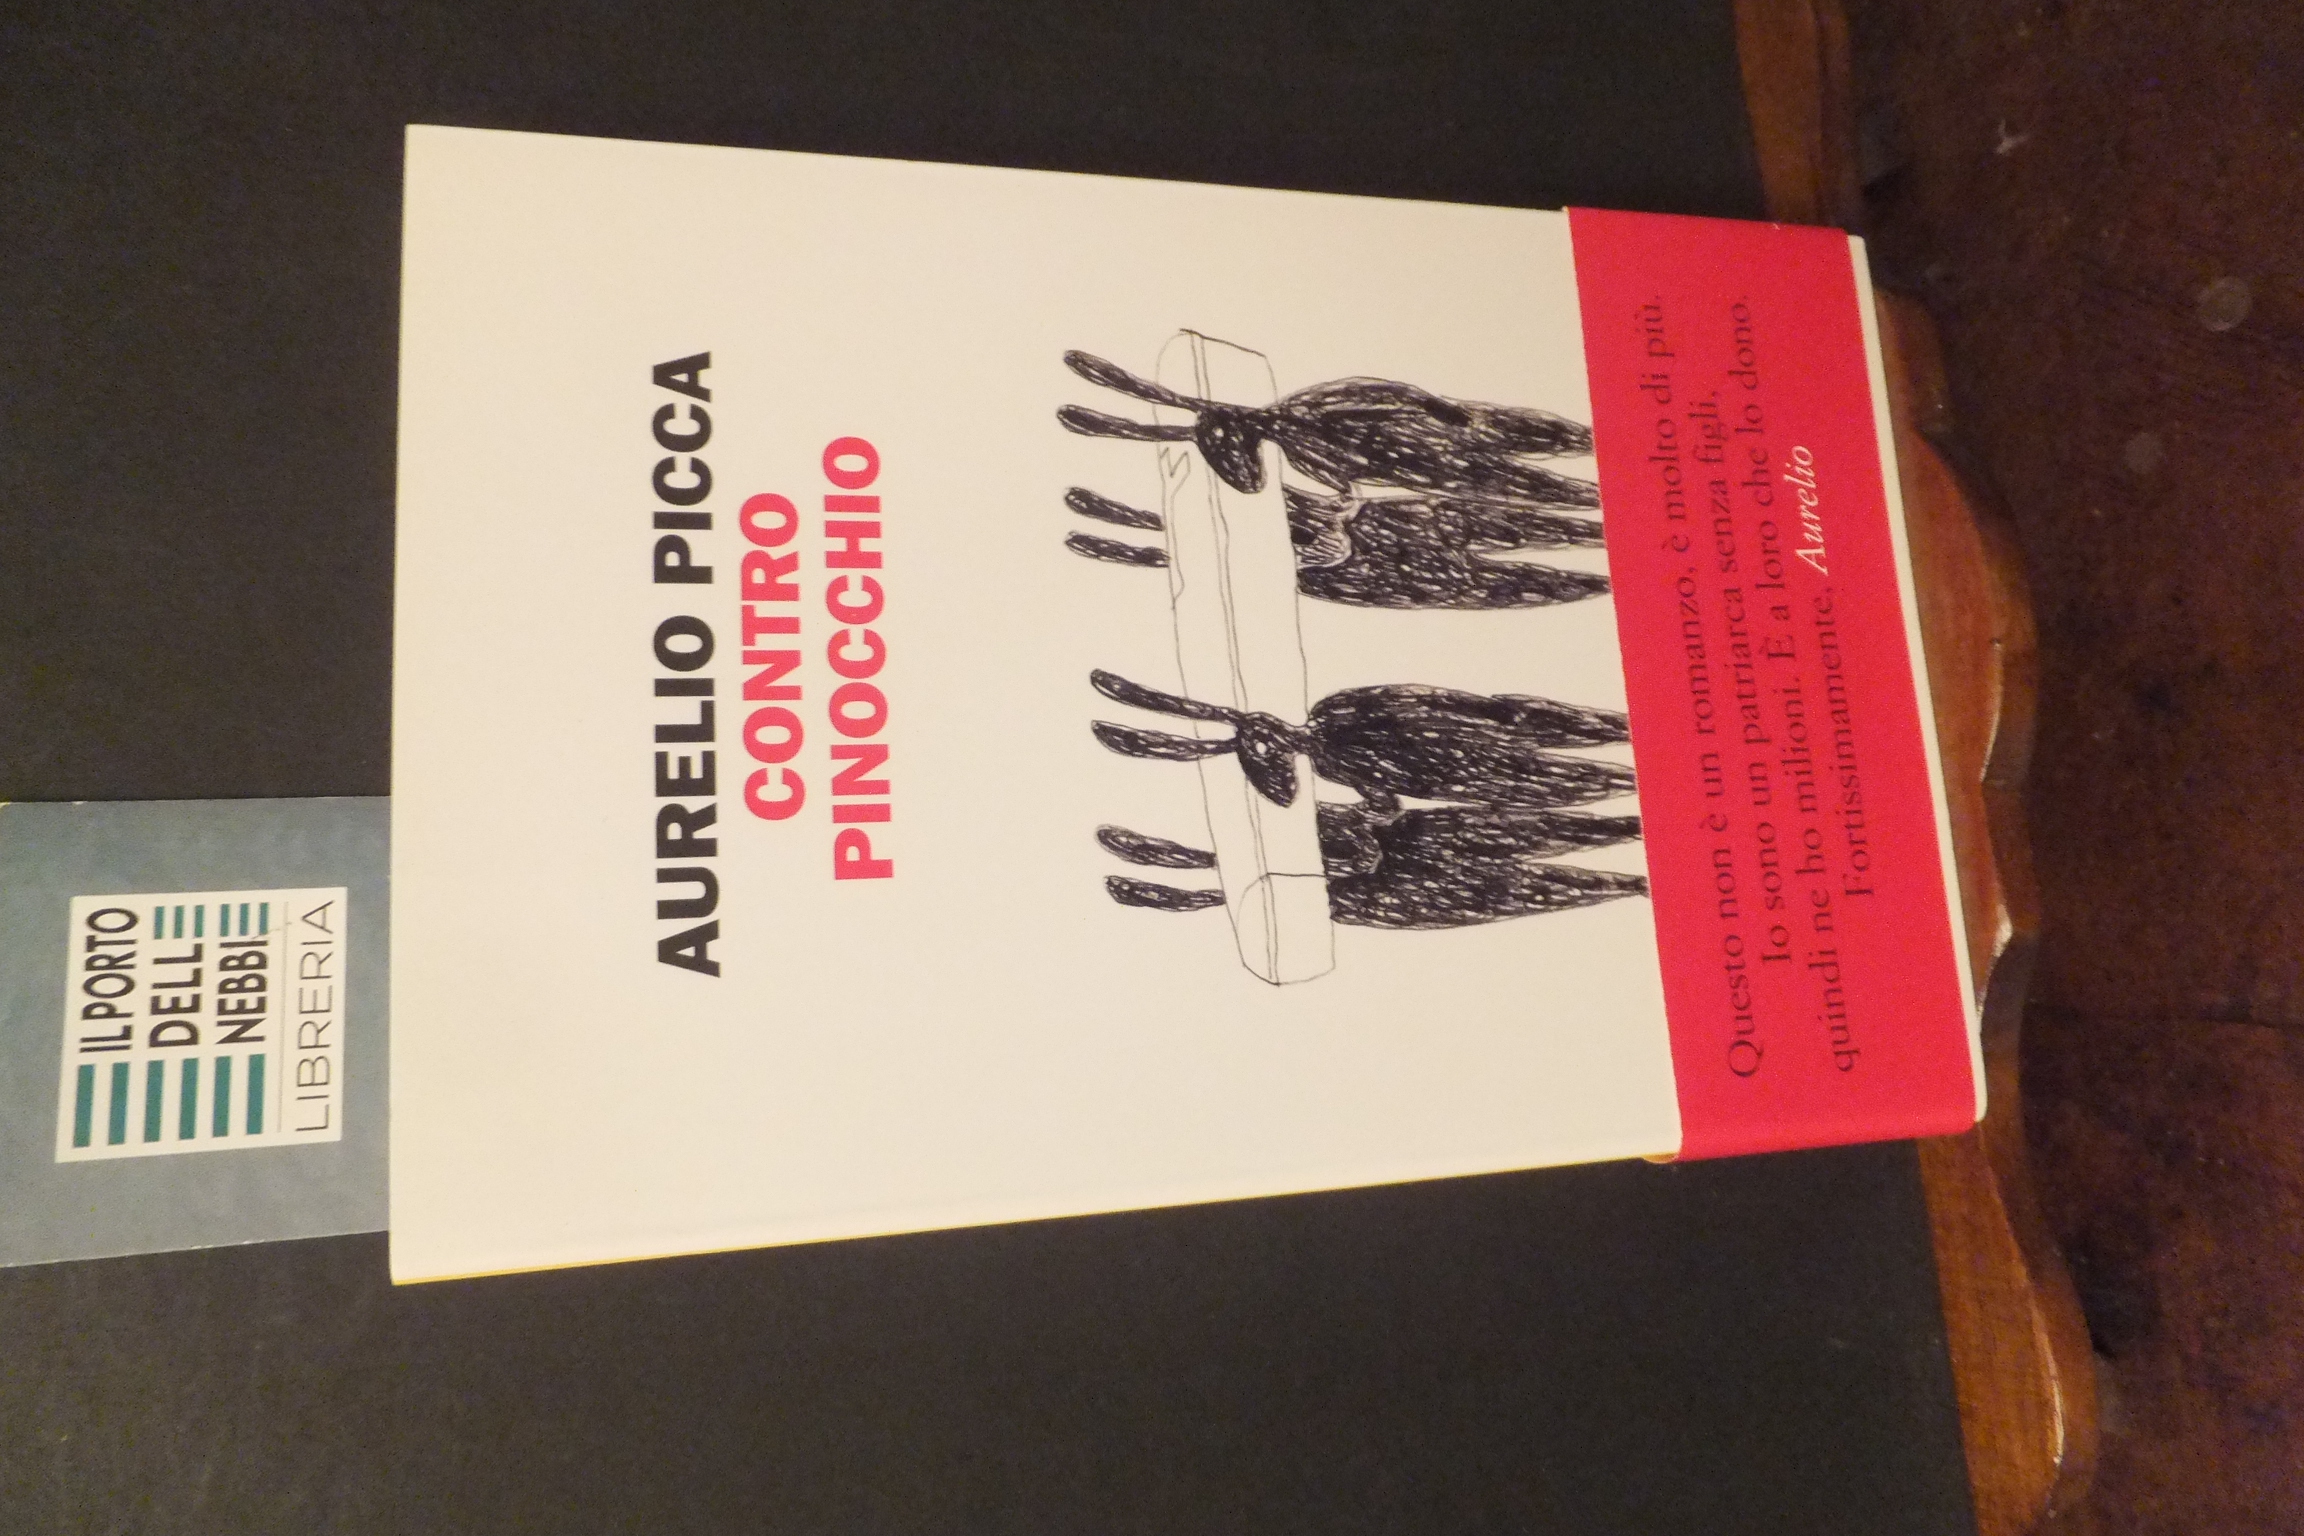 IL PORTO
DELLE
NEBBIE
LIBRERIA
AURELIO PICCA
CONTRO
PINOCCHIO
Questo non è un romanzo, è molto di più.
Io sono un patriarca senza figli,
quindi ne ho milioni. È a loro che lo dono.
Fortissimamente, Aurelio